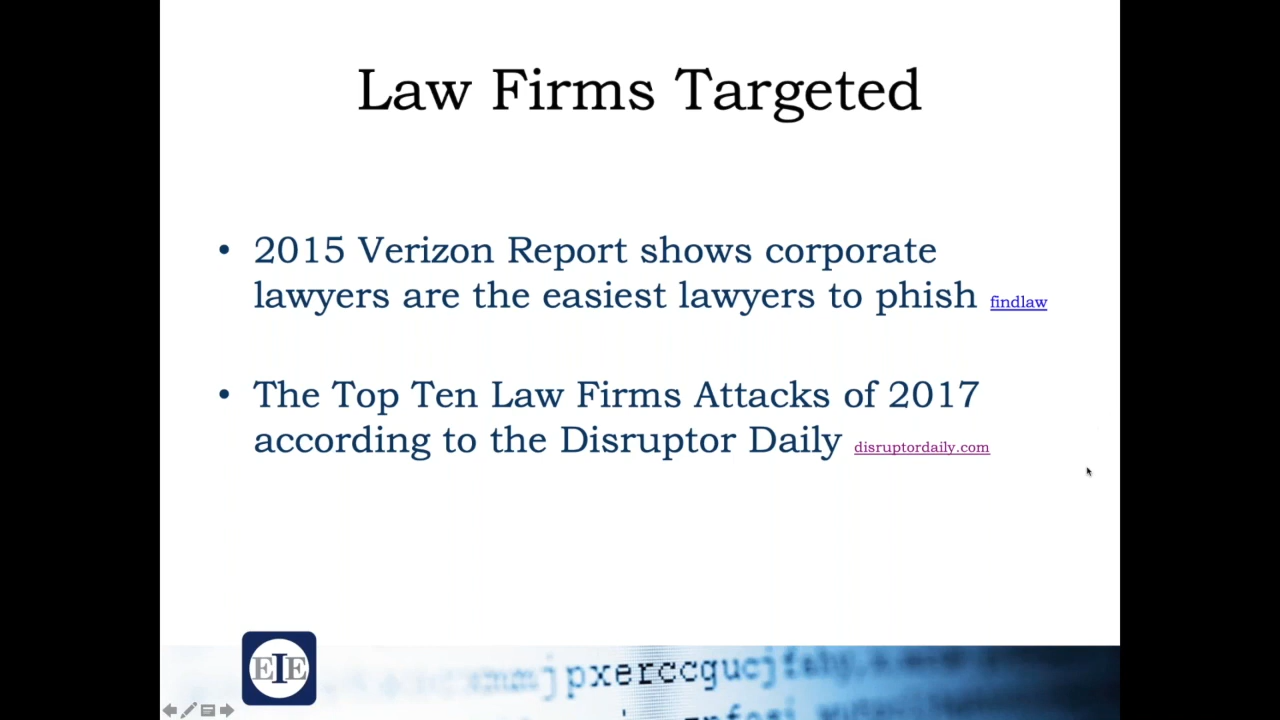 Law Firms Targeted
• 2015 Verizon Report shows corporate
lawyers are the easiest lawyers to phish findlaw
• The Top Ten Law Firms Attacks of 2017
according to the Disruptor Daily disruptordaily.com
EIE
jpxerccgucjfahy